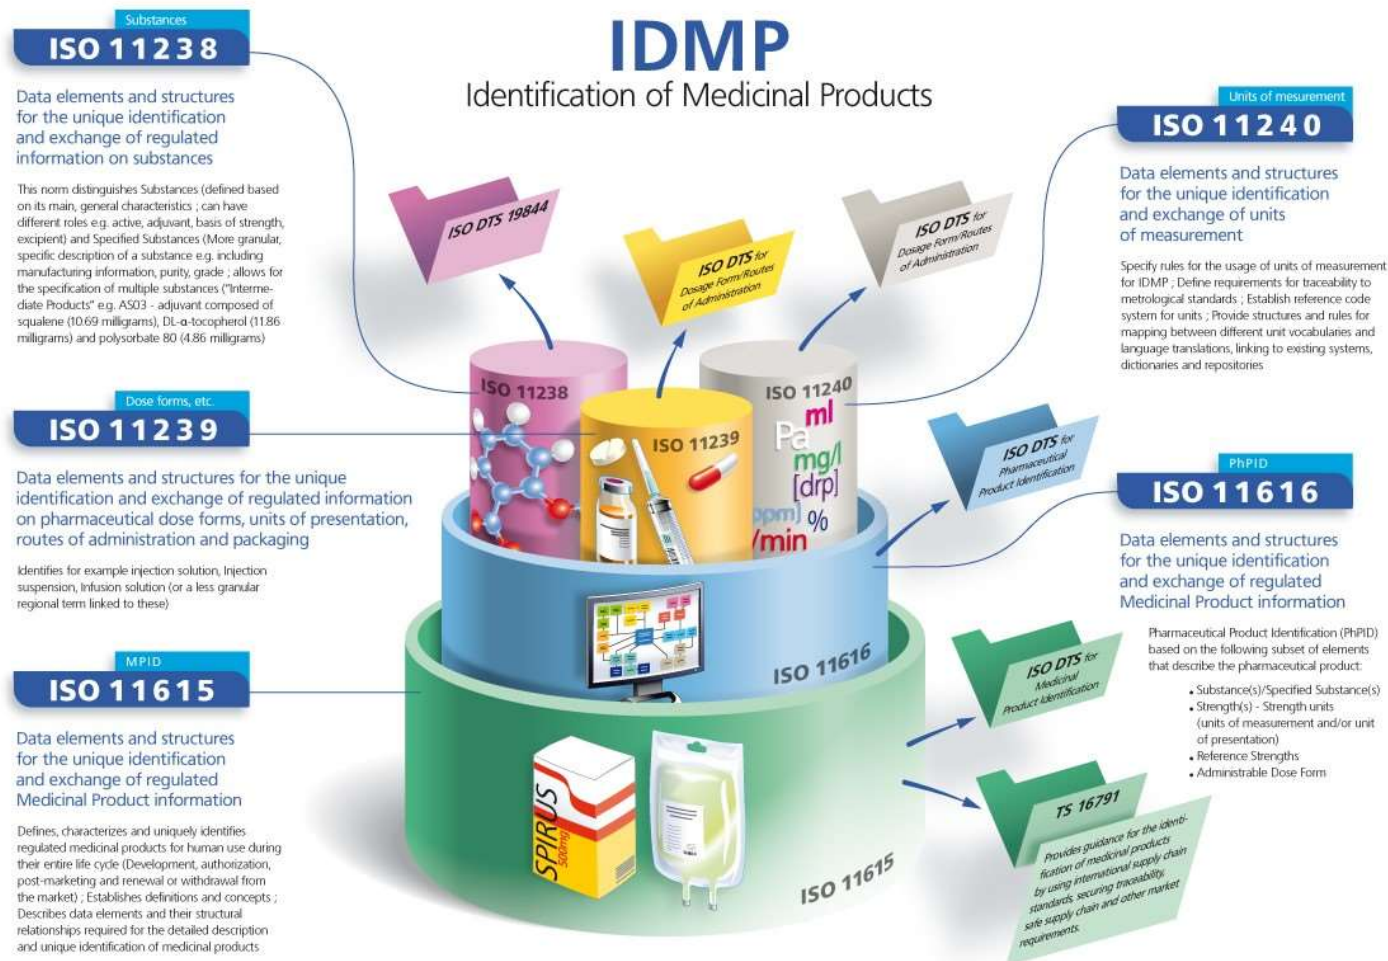 IDMP
Identification of Medicinal Products
Substances
ISO 11238
Data elements and structures
for the unique identification
and exchange of regulated
information on substances
This norm distinguishes Substances (defined based
on its main, general characteristics ; can have
different roles e.g. active, adjuvant, basis of strength,
excipient) and Specified Substances (More granular,
specific description of a substance e.g. including
manufacturing information, purity, grade ; allows for
the specification of multiple substances ("Interme-
diate Products" e.g. AS03 - adjuvant composed of
squalene (10.69 milligrams), DL-α-tocopherol (11.86
milligrams) and polysorbate 80 (4.86 milligrams)
Dose forms, etc.
ISO 11239
Data elements and structures for the unique
identification and exchange of regulated information
on pharmaceutical dose forms, units of presentation,
routes of administration and packaging
Identifies for example injection solution, Injection
suspension, Infusion solution (or a less granular
regional term linked to these)
MPID
ISO 11615
Data elements and structures
for the unique identification
and exchange of regulated
Medicinal Product information
Defines, characterizes and uniquely identifies
regulated medicinal products for human use during
their entire life cycle (Development, authorization,
post-marketing and renewal or withdrawal from
the market) ; Establishes definitions and concepts ;
Describes data elements and their structural
relationships required for the detailed description
and unique identification of medicinal products
ISO DTS 19844
ISO DTS for
Dosage Form/Routes
of Administration
ISO DTS for
Dosage Form/Routes
of Administration
ISO 11238
ISO 11239
ISO 11240
ml
Pa
mg/l
[drp]
ppm]
%
/min
ISO 11616
SPIRUS
500mg
ISO 11615
ISO DTS for
Pharmaceutical
Product Identification
ISO DTS for
Medicinal
Product Identification
TS 16791
Provides guidance for the identi-
fication of medicinal products
by using international supply chain
standards, securing traceability,
safe supply chain and other market
requirements.
Units of mesurement
ISO 11240
Data elements and structures
for the unique identification
and exchange of units
of measurement
Specify rules for the usage of units of measurement
for IDMP ; Define requirements for traceability to
metrological standards ; Establish reference code
system for units ; Provide structures and rules for
mapping between different unit vocabularies and
language translations, linking to existing systems,
dictionaries and repositories
PhPID
ISO 11616
Data elements and structures
for the unique identification
and exchange of regulated
Medicinal Product information
Pharmaceutical Product Identification (PhPID)
based on the following subset of elements
that describe the pharmaceutical product:
• Substance(s)/Specified Substance(s)
• Strength(s) - Strength units
(units of measurement and/or unit
of presentation)
• Reference Strengths
• Administrable Dose Form